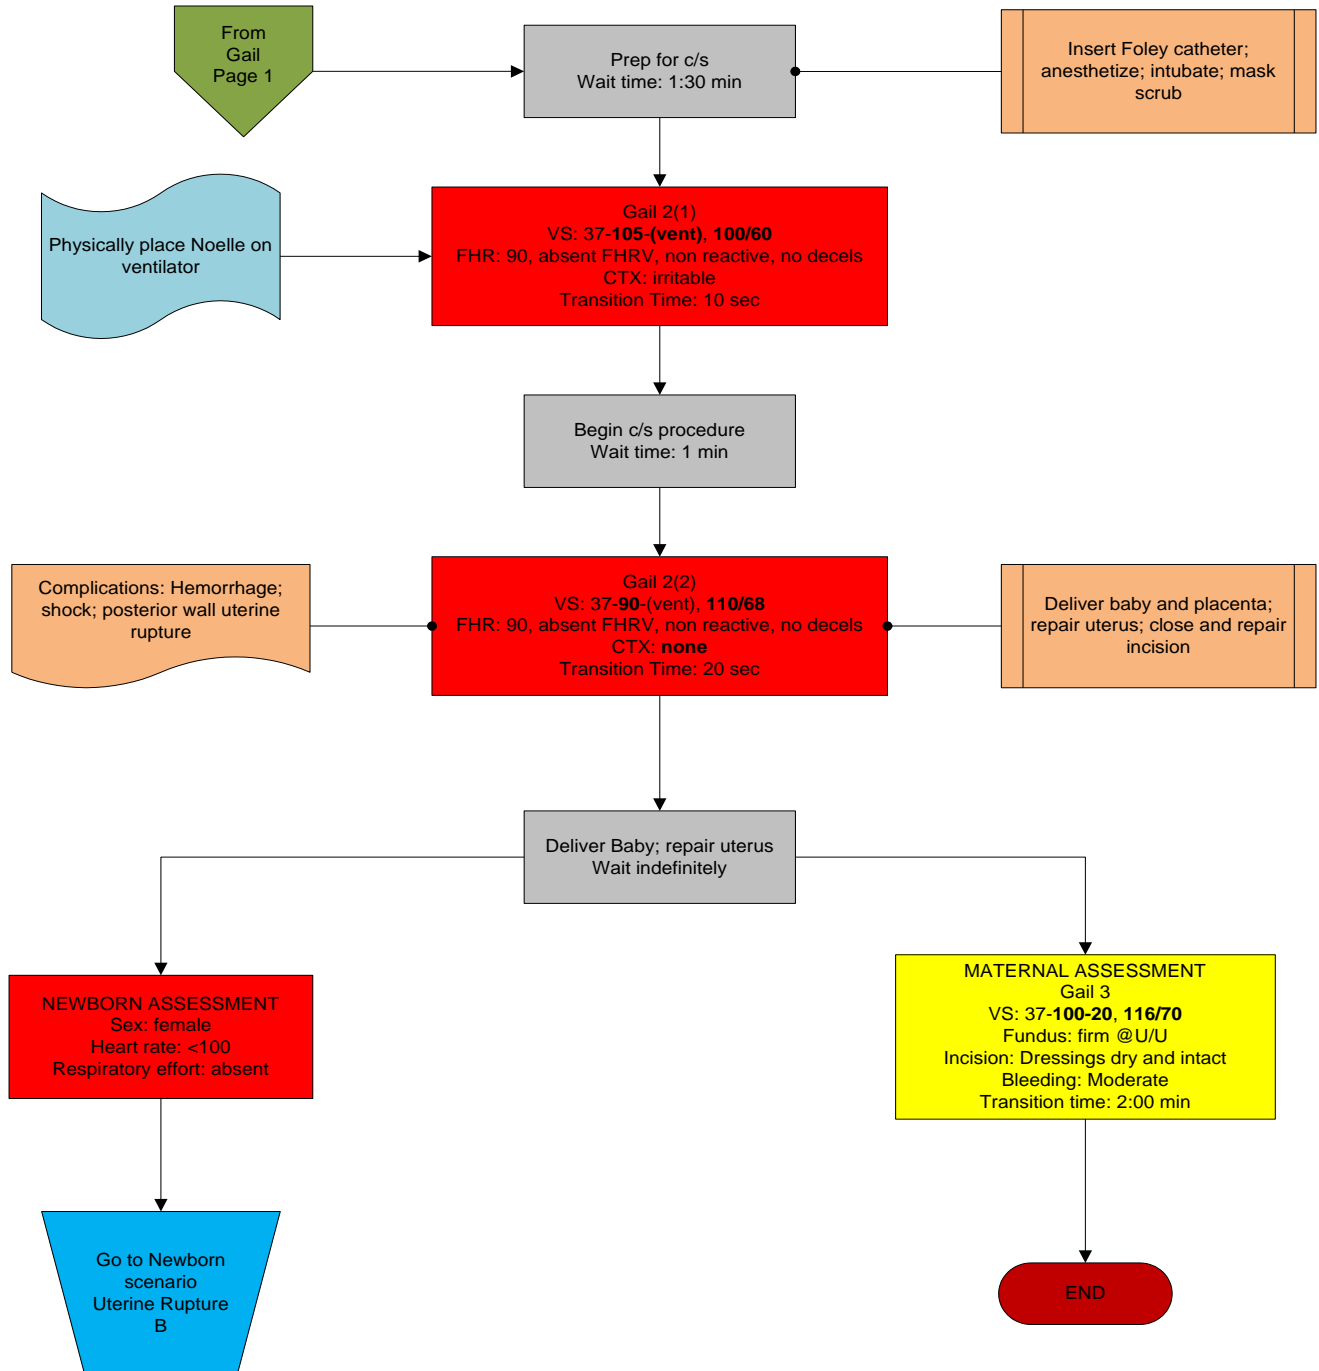 From
Gail
Page 1
Prep for c/s
Wait time: 1:30 min
Insert Foley catheter;
anesthetize; intubate; mask
scrub
Physically place Noelle on
ventilator
Gail 2(1)
VS: 37-105-(vent), 100/60
FHR: 90, absent FHRV, non reactive, no decels
CTX: irritable
Transition Time: 10 sec
Begin c/s procedure
Wait time: 1 min
Complications: Hemorrhage;
shock; posterior wall uterine
rupture
Gail 2(2)
VS: 37-90-(vent), 110/68
FHR: 90, absent FHRV, non reactive, no decels
CTX: none
Transition Time: 20 sec
Deliver baby and placenta;
repair uterus; close and repair
incision
Deliver Baby; repair uterus
Wait indefinitely
NEWBORN ASSESSMENT
Sex: female
Heart rate: <100
Respiratory effort: absent
MATERNAL ASSESSMENT
Gail 3
VS: 37-100-20, 116/70
Fundus: firm @U/U
Incision: Dressings dry and intact
Bleeding: Moderate
Transition time: 2:00 min
Go to Newborn
scenario
Uterine Rupture
B
END